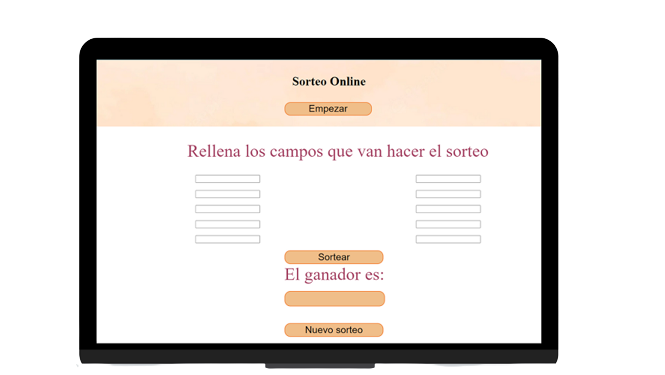 Sorteo Online
Empezar
Rellena los campos que van hacer el sorteo
Sortear
El ganador es:
Nuevo sorteo